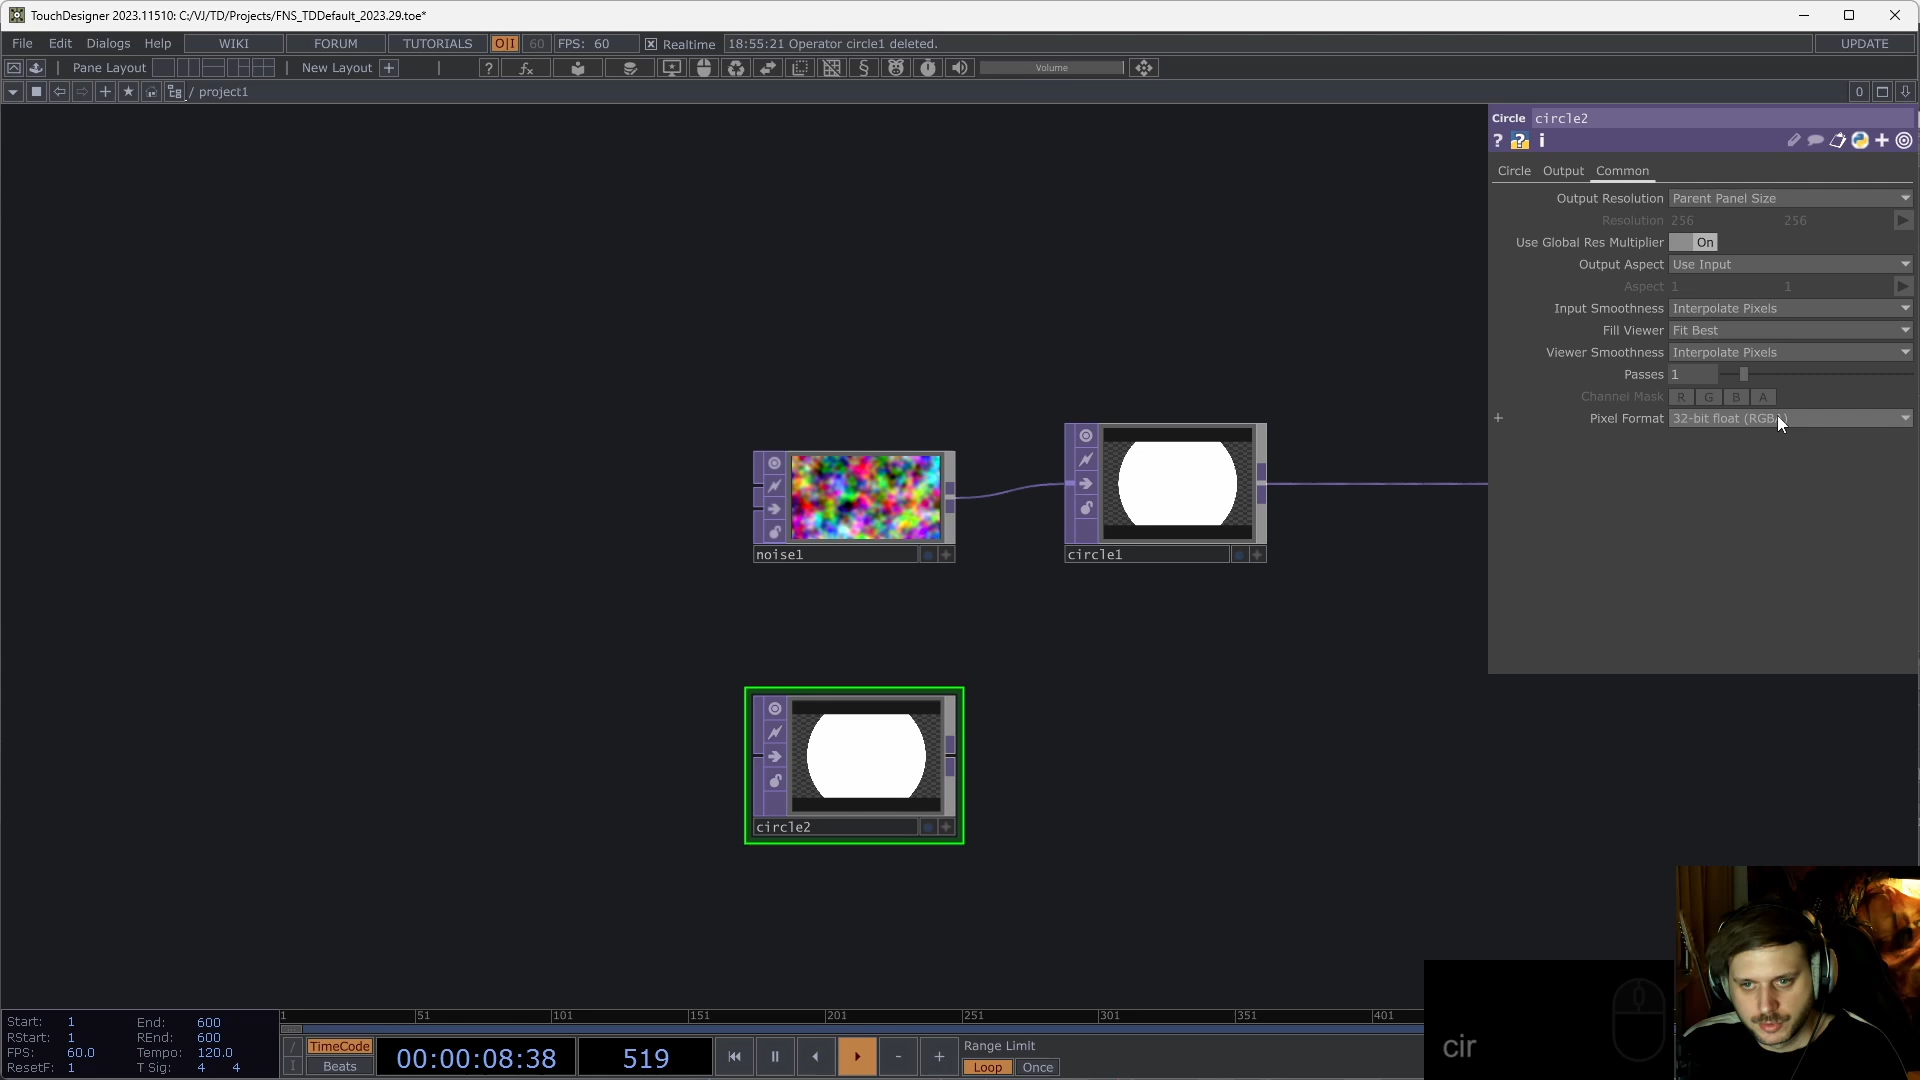 TouchDesigner 2023.11510: C:/VJ/TD/Projects/FNS_TDDefault_2023.29.toe*
File Edit Dialogs Help WIKI FORUM TUTORIALS O|I 60 FPS: 60 Realtime 18:55:21 Operator circle1 deleted. UPDATE
Pane Layout New Layout + ? fx Volume
/ project1 0
Circle circle2
? ? i
Circle Output Common
Output Resolution Parent Panel Size
Resolution 256 256
Use Global Res Multiplier On
Output Aspect Use Input
Aspect 1 1
Input Smoothness Interpolate Pixels
Fill Viewer Fit Best
Viewer Smoothness Interpolate Pixels
Passes 1
Channel Mask R G B A
+ Pixel Format 32-bit float (RGBA)
noise1
circle1
circle2
1 51 101 151 201 251 301 351 401
Start: 1 End: 600
RStart: 1 REnd: 600
FPS: 60.0 Tempo: 120.0
ResetF: 1 T Sig: 4 4
/ TimeCode
I Beats
00:00:08:38 519 - +
Range Limit
Loop Once
cir